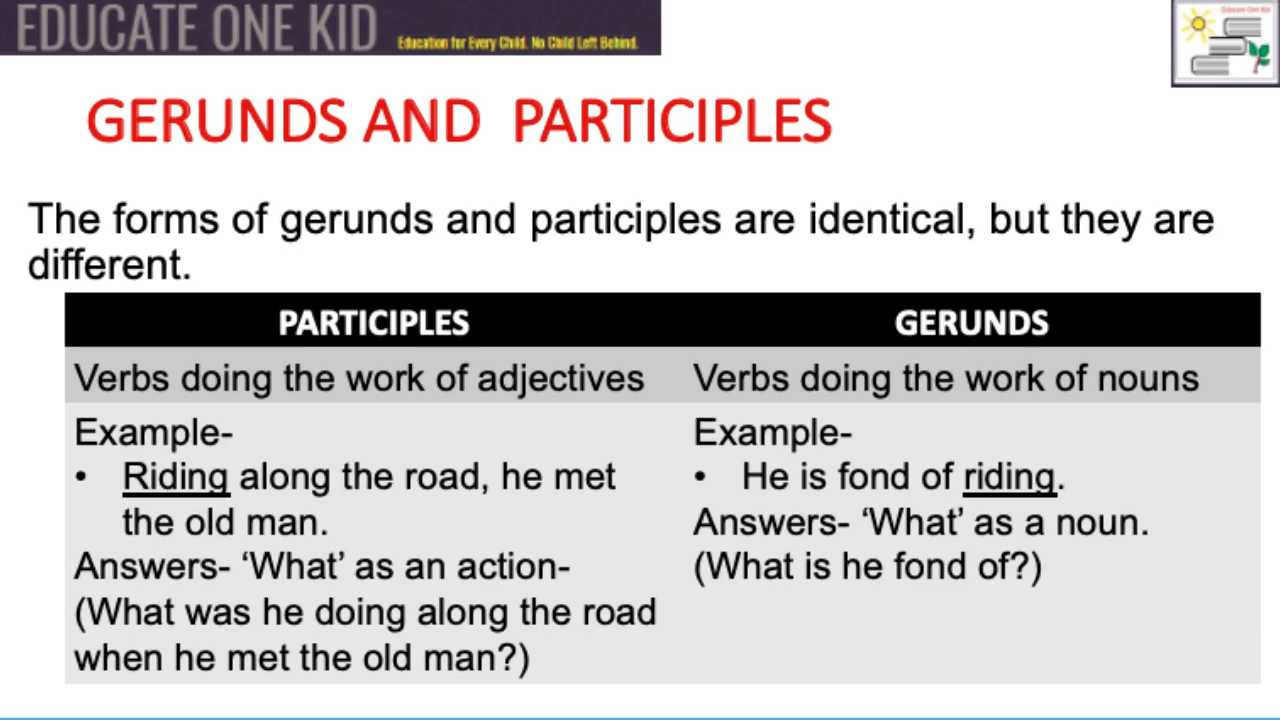 EDUCATE ONE KID
Education for Every Child. No Child Left Behind.
Educate One Kid
GERUNDS AND PARTICIPLES
The forms of gerunds and participles are identical, but they are
different.
PARTICIPLES
GERUNDS
Verbs doing the work of adjectives
Verbs doing the work of nouns
Example-
• Riding along the road, he met
the old man.
Answers- ‘What’ as an action-
(What was he doing along the road
when he met the old man?)
Example-
• He is fond of riding.
Answers- ‘What’ as a noun.
(What is he fond of?)